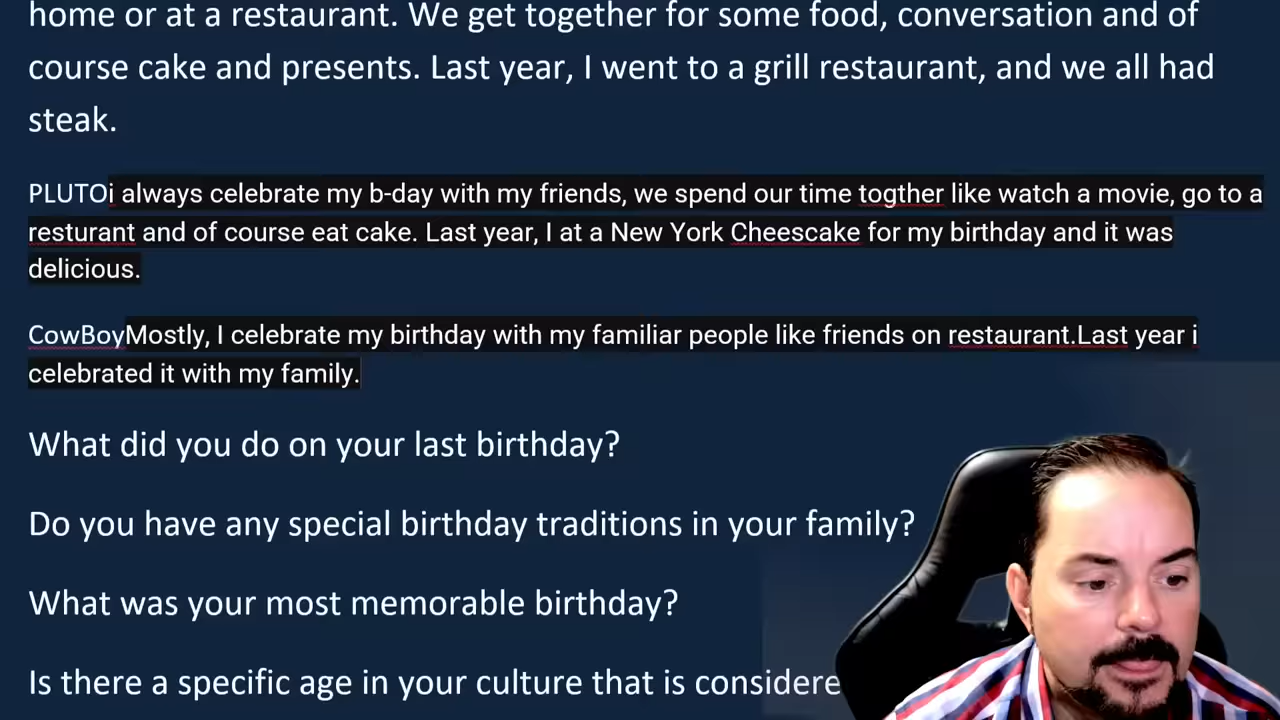 home or at a restaurant. We get together for some food, conversation and of
course cake and presents. Last year, I went to a grill restaurant, and we all had
steak.
PLUTOi always celebrate my b-day with my friends, we spend our time togther like watch a movie, go to a
resturant and of course eat cake. Last year, I at a New York Cheescake for my birthday and it was
delicious.
CowBoyMostly, I celebrate my birthday with my familiar people like friends on restaurant.Last year i
celebrated it with my family.
What did you do on your last birthday?
Do you have any special birthday traditions in your family?
What was your most memorable birthday?
Is there a specific age in your culture that is considere